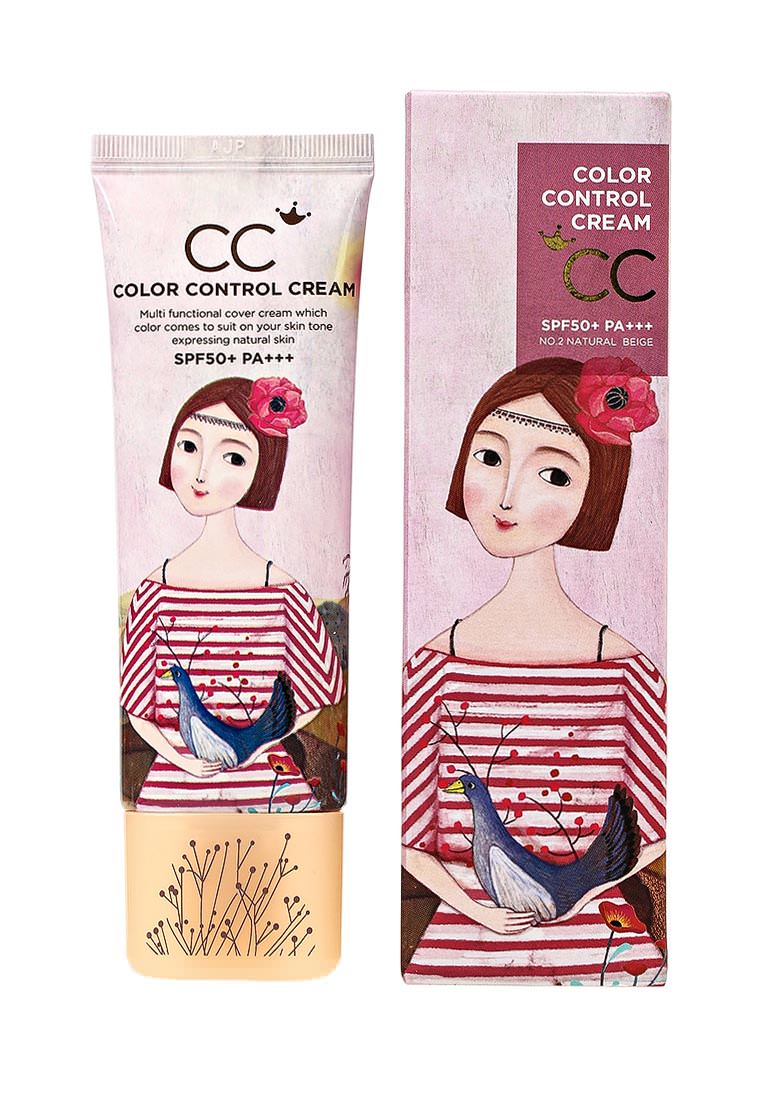 AJP
CC
COLOR CONTROL CREAM
Multi functional cover cream which
color comes to suit on your skin tone
expressing natural skin
SPF50+ PA+++
COLOR
CONTROL
CREAM
CC
SPF50+ PA+++
NO.2 NATURAL BEIGE